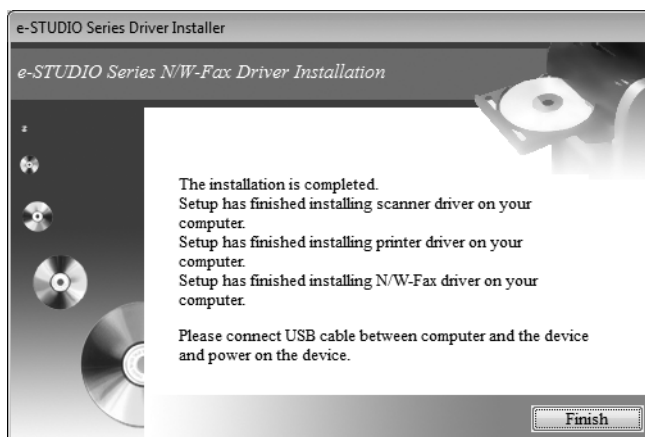 e-STUDIO Series Driver Installer
e-STUDIO Series N/W-Fax Driver Installation
The installation is completed.
Setup has finished installing scanner driver on your
computer.
Setup has finished installing printer driver on your
computer.
Setup has finished installing N/W-Fax driver on your
computer.
Please connect USB cable between computer and the device
and power on the device.
Finish